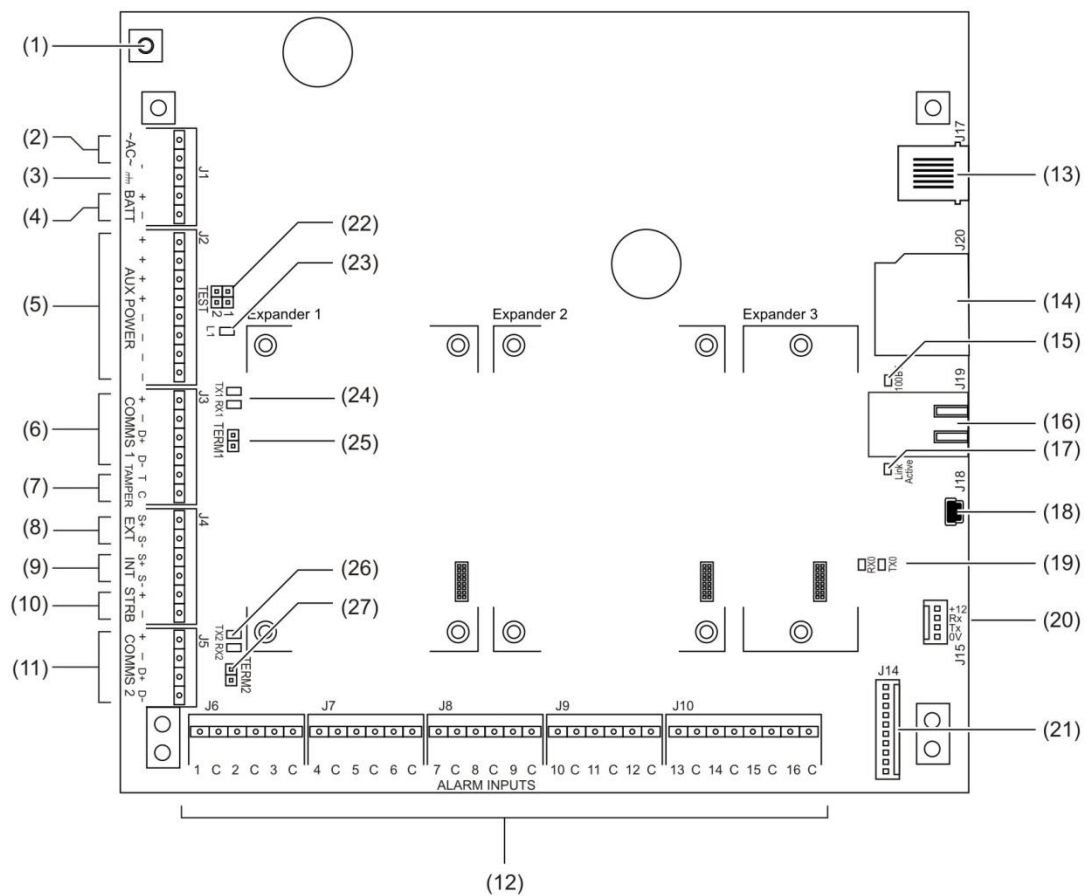 (1)
(2)
~AC~
(3)
(4)
BATT
+
–
J1
(5)
AUX POWER
+
+
+
+
–
–
–
–
J2
(22)
TEST
2 1
(23)
L1
Expander 1
Expander 2
Expander 3
(6)
COMMS 1
+
–
D+
D-
(7)
TAMPER
T
C
J3
TX1 RX1
(24)
TERM1
(25)
(8)
EXT
S+
S-
(9)
INT
S+
S-
(10)
STRB
+
–
J4
(11)
COMMS 2
+
–
D+
D-
J5
TX2 RX2
(26)
TERM2
(27)
J17
(13)
J20
(14)
(15)
J19
(16)
(17)
Link
Active
J18
(18)
RX0
TX0
(19)
+12
Rx
Tx
0V
J15
(20)
J14
(21)
J6
J7
J8
J9
J10
1 C 2 C 3 C
4 C 5 C 6 C
7 C 8 C 9 C
10 C 11 C 12 C
13 C 14 C 15 C 16 C
ALARM INPUTS
(12)